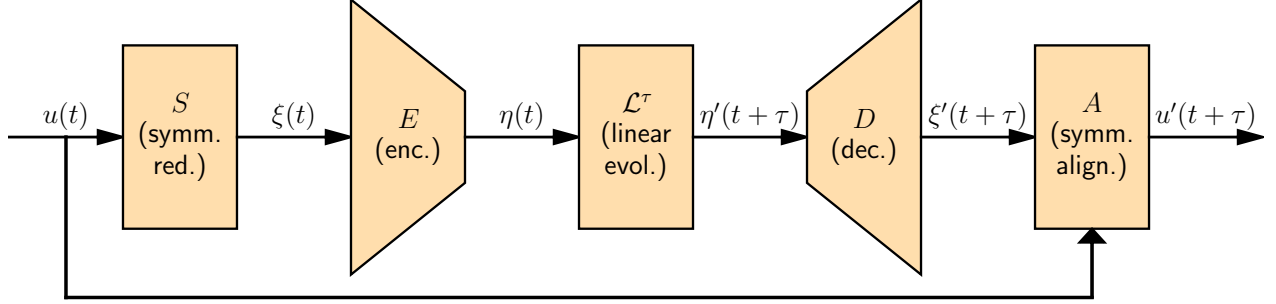 u(t)
S
(symm.
red.)
ξ(t)
E
(enc.)
η(t)
𝓛^τ
(linear
evol.)
η′(t + τ)
D
(dec.)
ξ′(t + τ)
A
(symm.
align.)
u′(t + τ)